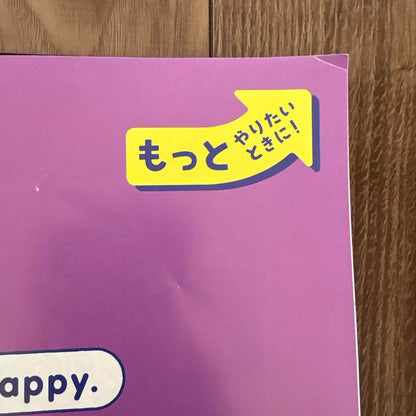 もっと
やりたい
ときに!
appy.